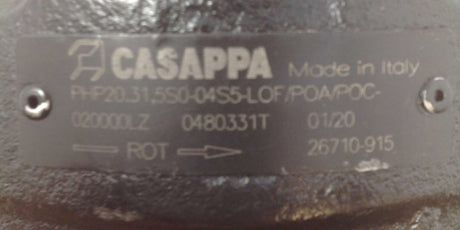 CASAPPA Made in Italy
PHP20.31,5S0-04S5-LOF/POA/POC-
020000LZ 0480331T 01/20
ROT
26710-915